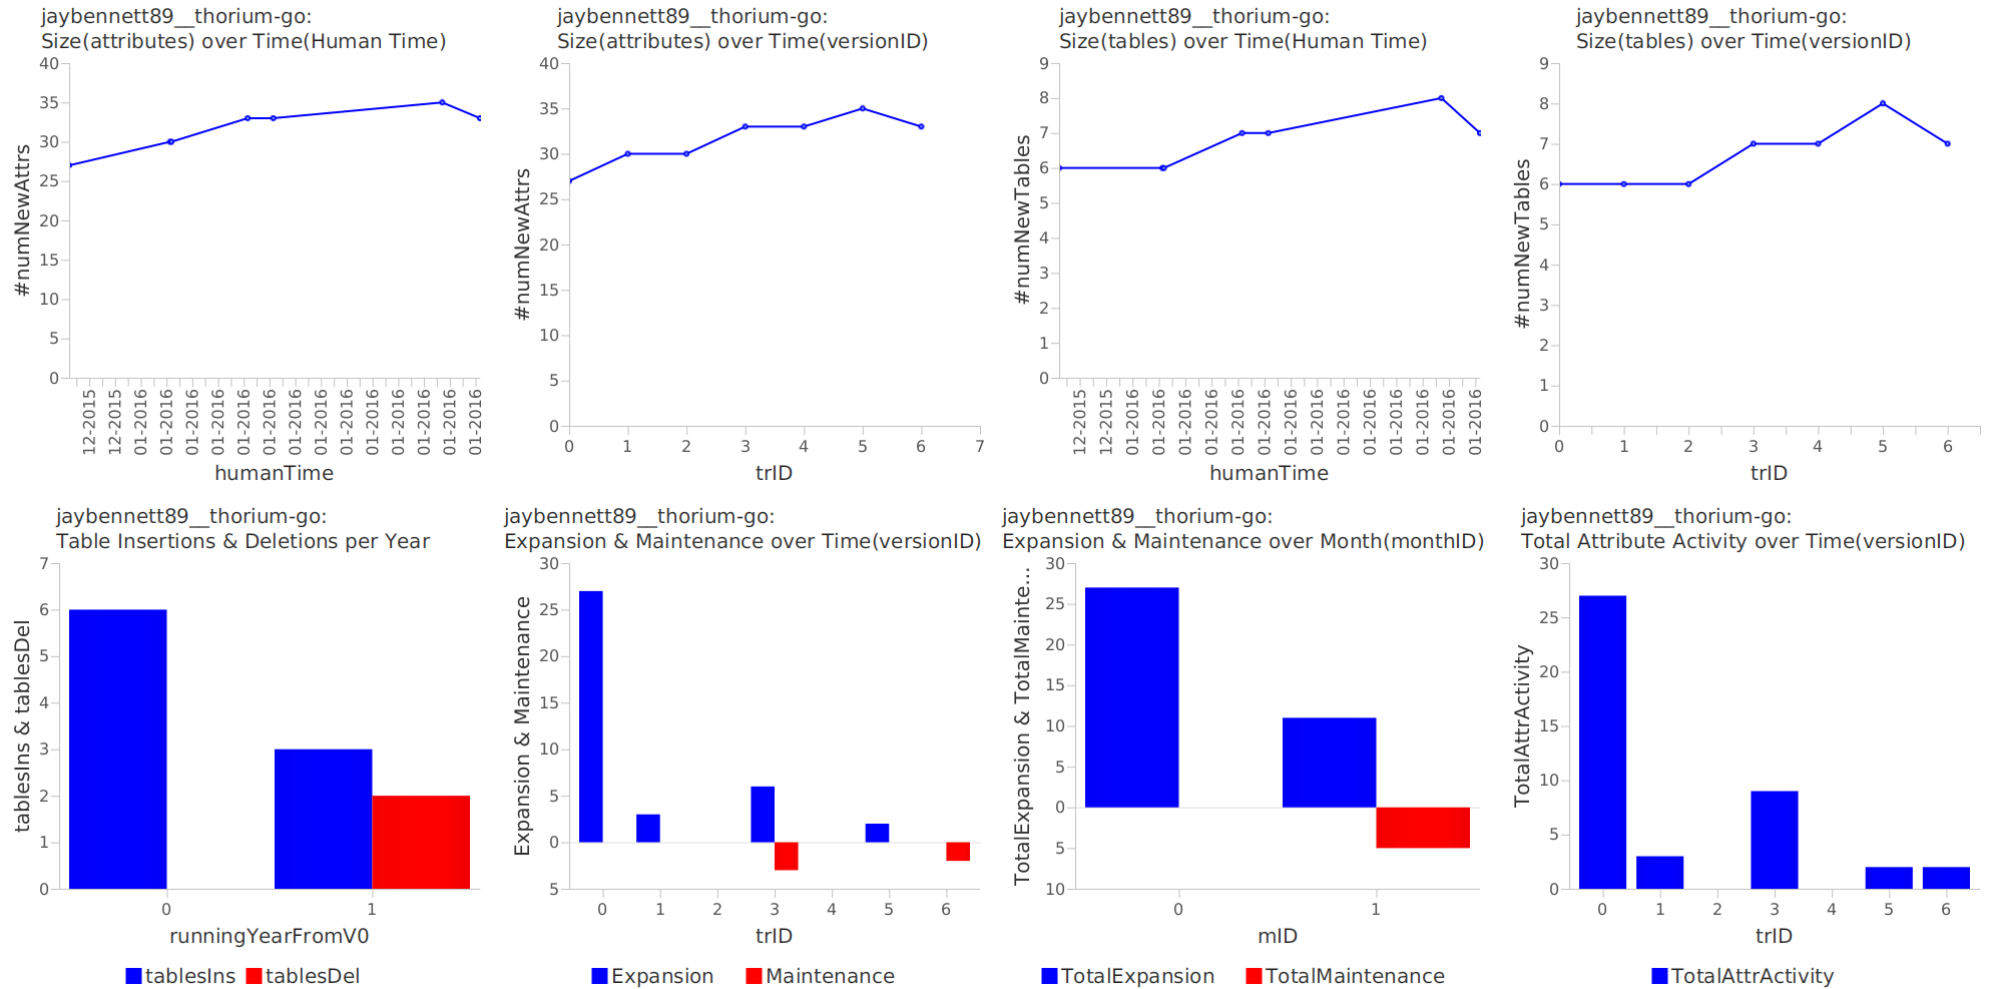 jaybennett89__thorium-go:
Size(attributes) over Time(Human Time)
40
35
30
25
20
15
10
5
0
#numNewAttrs
12-2015
12-2015
01-2016
01-2016
01-2016
01-2016
01-2016
01-2016
01-2016
01-2016
01-2016
01-2016
01-2016
01-2016
01-2016
01-2016
humanTime
jaybennett89__thorium-go:
Size(attributes) over Time(versionID)
40
35
30
25
20
15
10
5
0
#numNewAttrs
0 1 2 3 4 5 6 7
trID
jaybennett89__thorium-go:
Size(tables) over Time(Human Time)
9
8
7
6
5
4
3
2
1
0
#numNewTables
12-2015
12-2015
01-2016
01-2016
01-2016
01-2016
01-2016
01-2016
01-2016
01-2016
01-2016
01-2016
01-2016
01-2016
01-2016
01-2016
humanTime
jaybennett89__thorium-go:
Size(tables) over Time(versionID)
9
8
7
6
5
4
3
2
1
0
#numNewTables
0 1 2 3 4 5 6
trID
jaybennett89__thorium-go:
Table Insertions & Deletions per Year
7
6
5
4
3
2
1
0
tablesIns & tablesDel
0 1
runningYearFromV0
tablesIns tablesDel
jaybennett89__thorium-go:
Expansion & Maintenance over Time(versionID)
30
25
20
15
10
5
0
5
Expansion & Maintenance
0 1 2 3 4 5 6
trID
Expansion Maintenance
jaybennett89__thorium-go:
Expansion & Maintenance over Month(monthID)
30
25
20
15
10
5
0
5
10
TotalExpansion & TotalMainte...
0 1
mID
TotalExpansion TotalMaintenance
jaybennett89__thorium-go:
Total Attribute Activity over Time(versionID)
30
25
20
15
10
5
0
TotalAttrActivity
0 1 2 3 4 5 6
trID
TotalAttrActivity